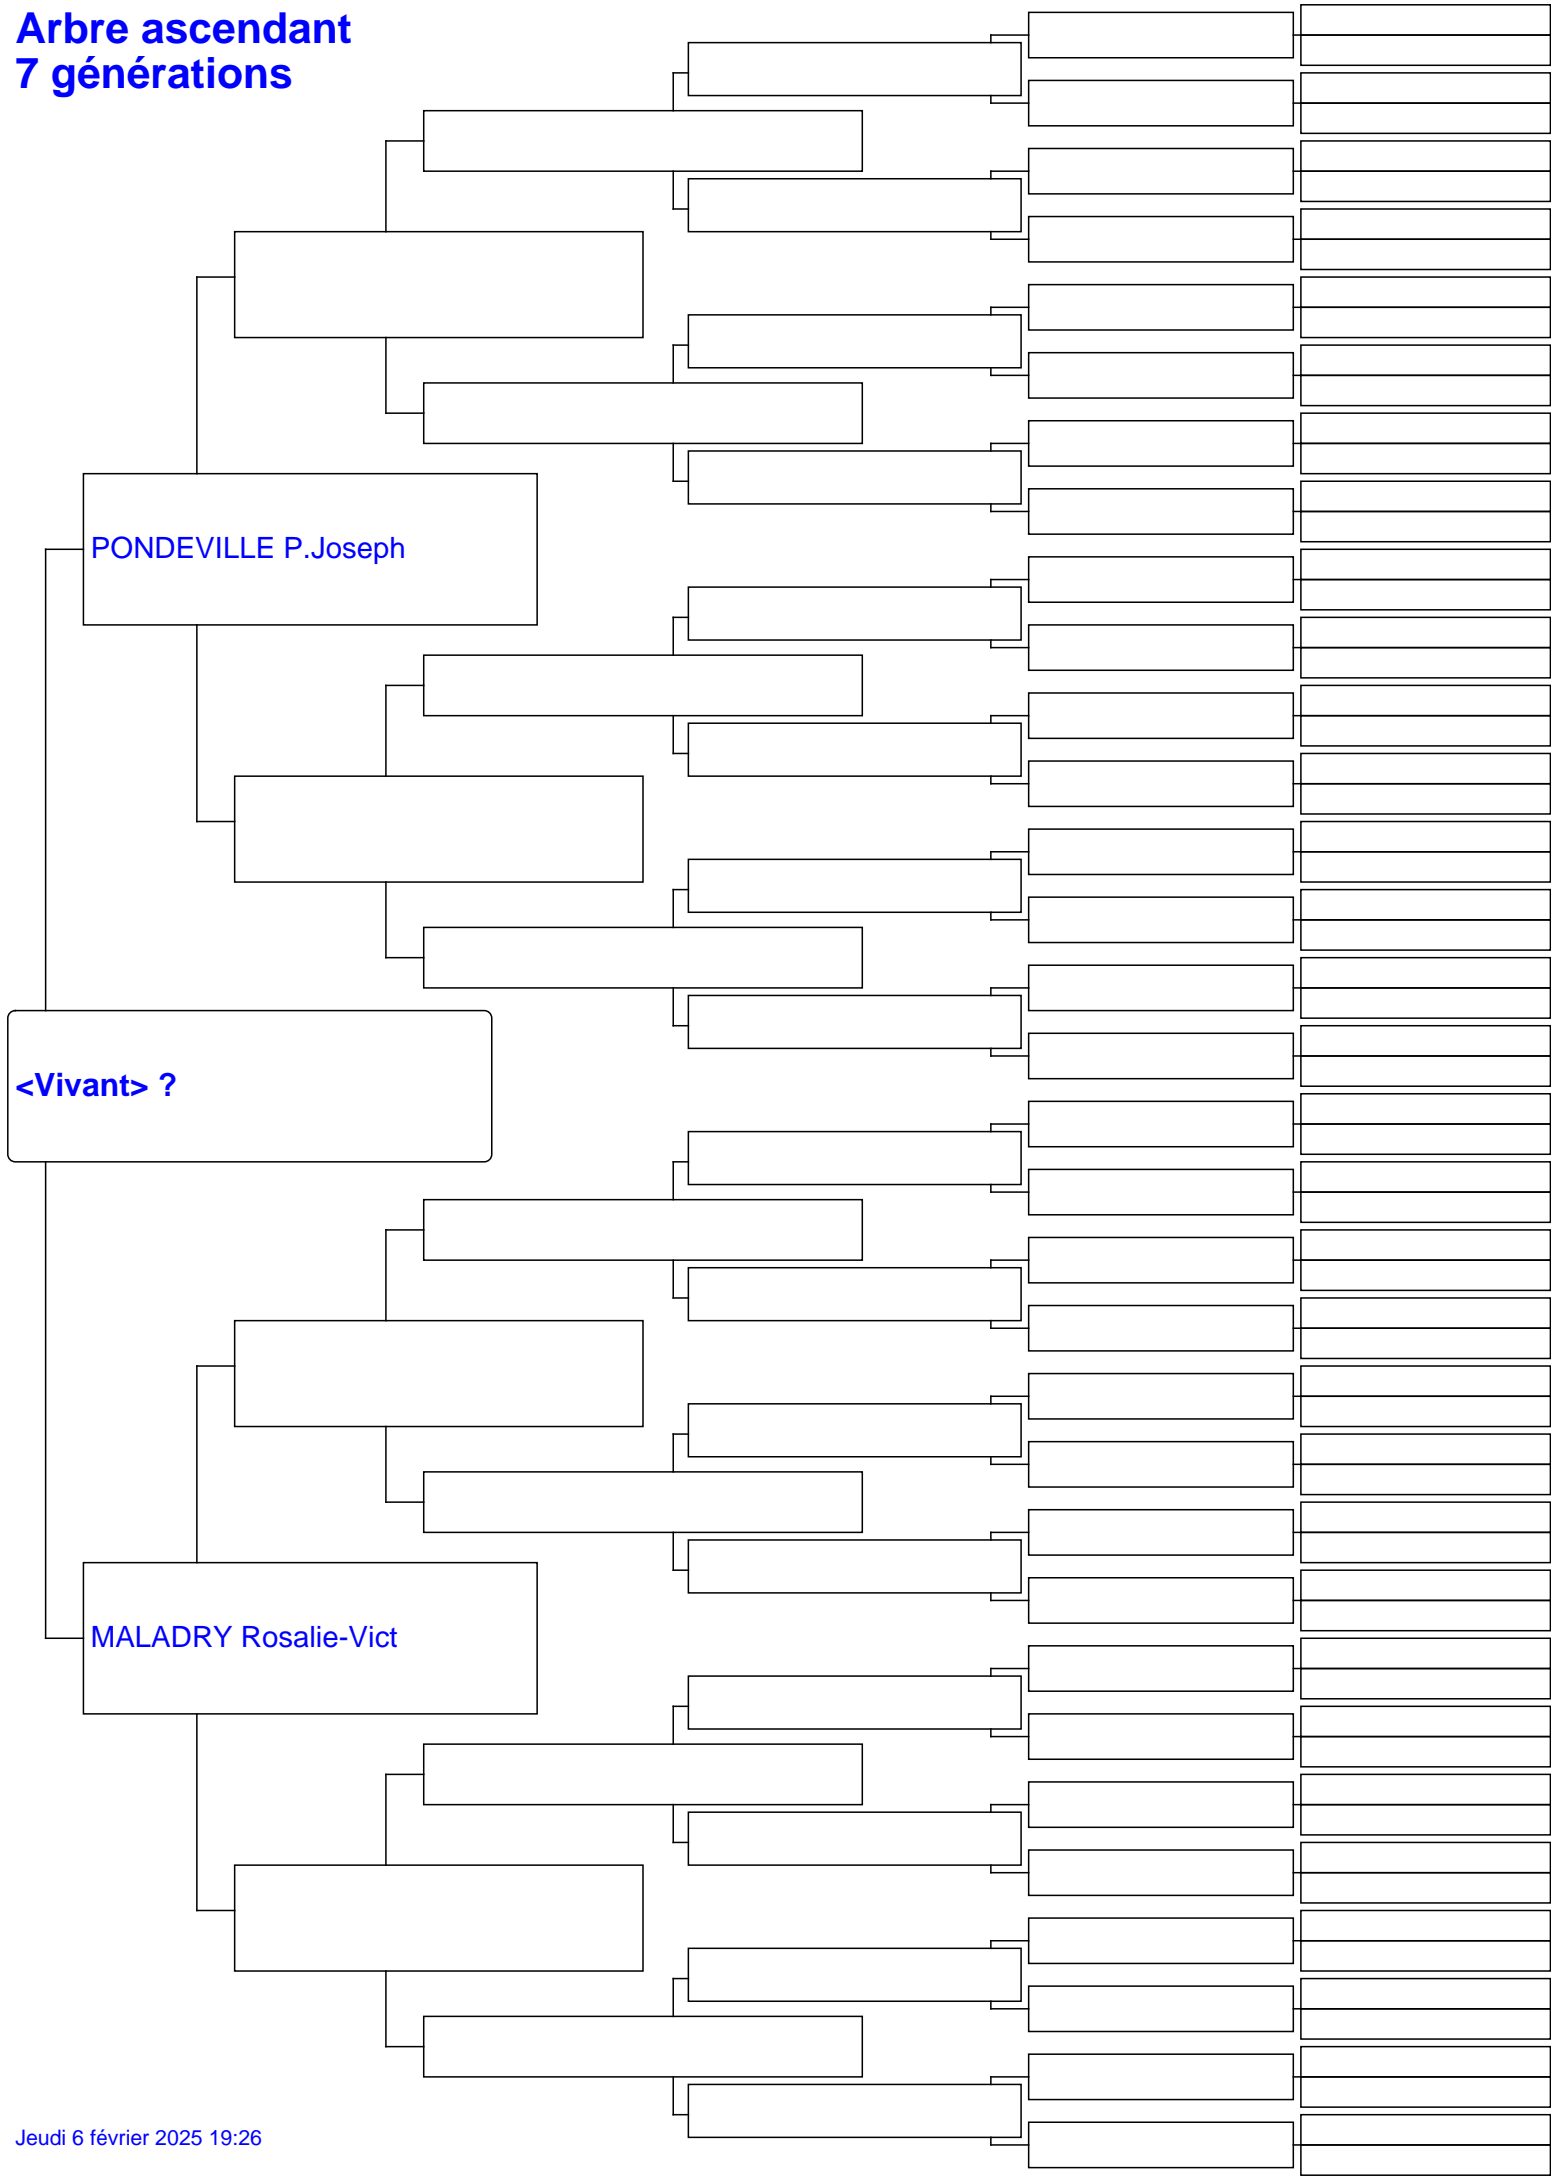 Arbre ascendant
7 générations
PONDEVILLE P.Joseph
<Vivant> ?
MALADRY Rosalie-Vict
Jeudi 6 février 2025 19:26